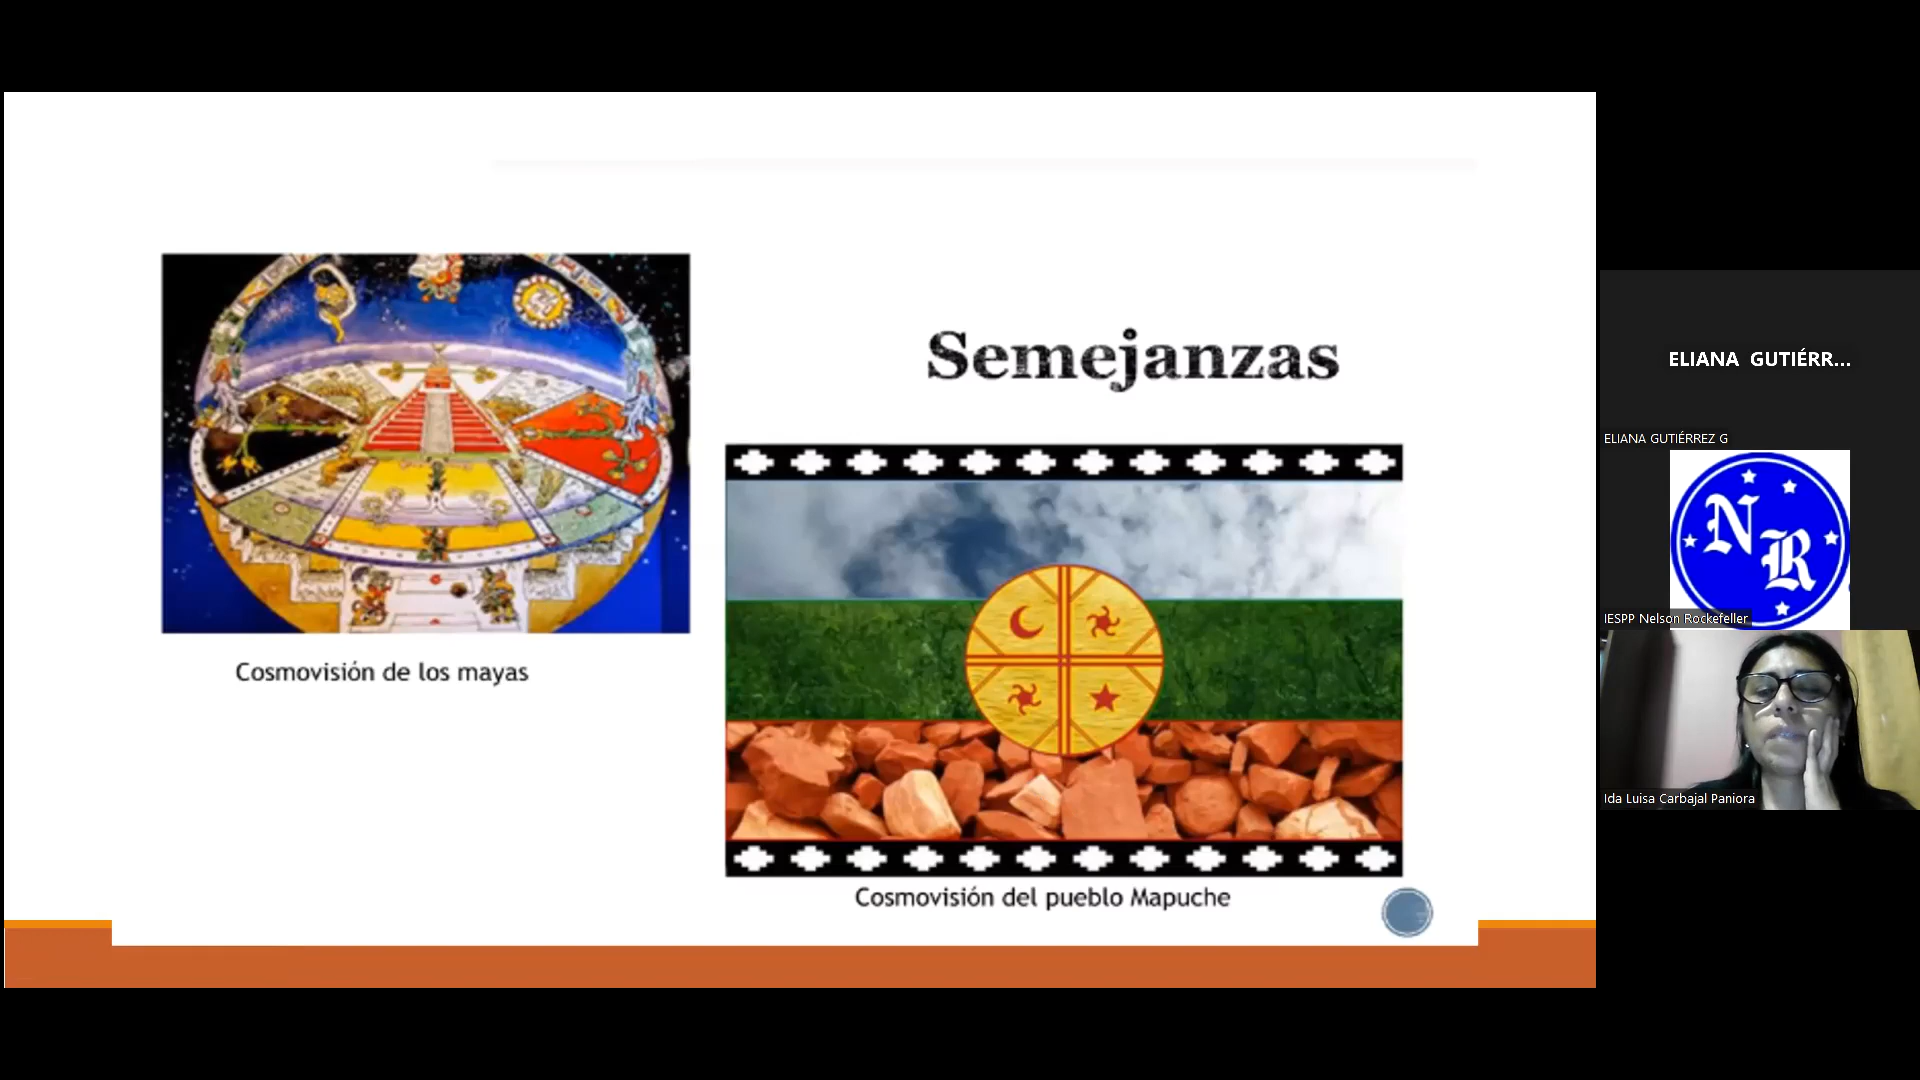 Semejanzas
Cosmovisión de los mayas
Cosmovisión del pueblo Mapuche
ELIANA GUTIÉRR...
ELIANA GUTIÉRREZ G
N
R
IESPP Nelson Rockefeller
Ida Luisa Carbajal Paniora